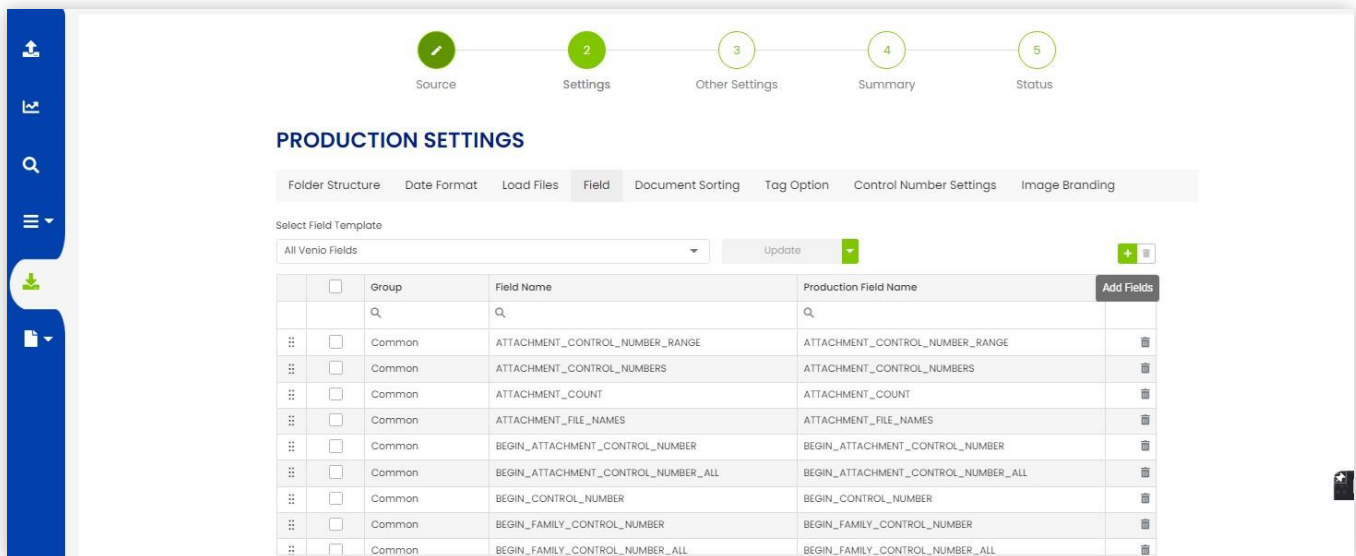 2 3 4 5
Source Settings Other Settings Summary Status
PRODUCTION SETTINGS
Folder Structure Date Format Load Files Field Document Sorting Tag Option Control Number Settings Image Branding
Select Field Template
All Venio Fields Update +
Group Field Name Production Field Name Add Fields
Common ATTACHMENT_CONTROL_NUMBER_RANGE ATTACHMENT_CONTROL_NUMBER_RANGE
Common ATTACHMENT_CONTROL_NUMBERS ATTACHMENT_CONTROL_NUMBERS
Common ATTACHMENT_COUNT ATTACHMENT_COUNT
Common ATTACHMENT_FILE_NAMES ATTACHMENT_FILE_NAMES
Common BEGIN_ATTACHMENT_CONTROL_NUMBER BEGIN_ATTACHMENT_CONTROL_NUMBER
Common BEGIN_ATTACHMENT_CONTROL_NUMBER_ALL BEGIN_ATTACHMENT_CONTROL_NUMBER_ALL
Common BEGIN_CONTROL_NUMBER BEGIN_CONTROL_NUMBER
Common BEGIN_FAMILY_CONTROL_NUMBER BEGIN_FAMILY_CONTROL_NUMBER
Common BEGIN_FAMILY_CONTROL_NUMBER_ALL BEGIN_FAMILY_CONTROL_NUMBER_ALL